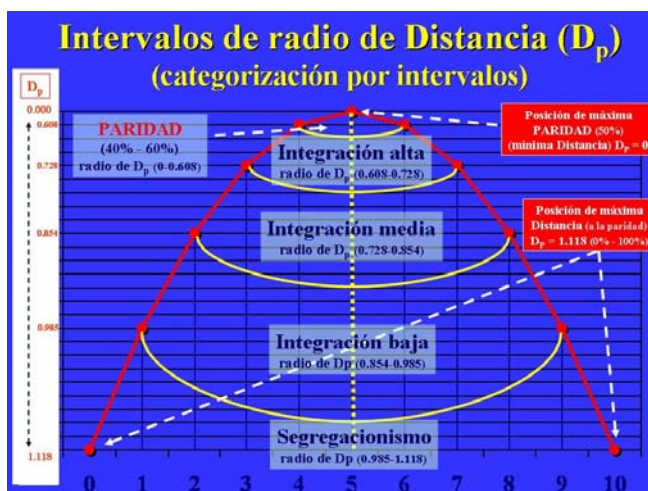 Intervalos de radio de Distancia (Dp)
(categorización por intervalos)
Dp
0.000
0.608
0.728
0.854
0.985
1.118
PARIDAD
(40% - 60%)
radio de Dp (0-0.608)
Posición de máxima
PARIDAD (50%)
(mínima Distancia) Dp = 0
Integración alta
radio de Dp (0.608-0.728)
Integración media
radio de Dp (0.728-0.854)
Posición de máxima
Distancia (a la paridad)
Dp = 1.118 (0% - 100%)
Integración baja
radio de Dp (0.854-0.985)
Segregacionismo
radio de Dp (0.985-1.118)
0 1 2 3 4 5 6 7 8 9 10